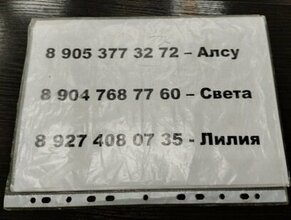 8 905 377 32 72 – Алсу
8 904 768 77 60 – Света
8 927 408 07 35 - Лилия